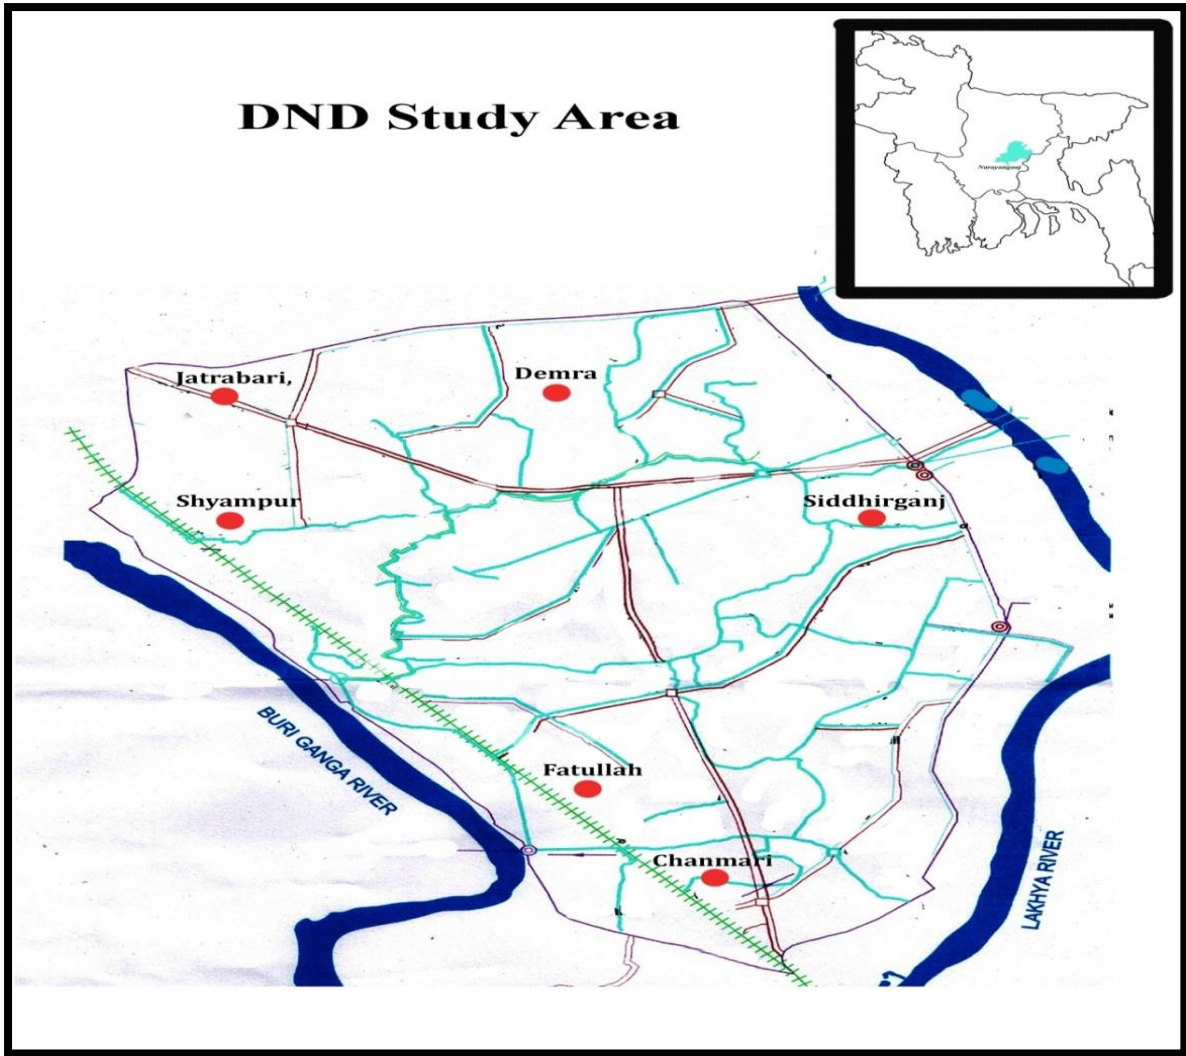 DND Study Area
Narayanganj
Jatrabari,
Demra
Shyampur
Siddhirganj
BURI GANGA RIVER
Fatullah
Chanmari
LAKHYA RIVER